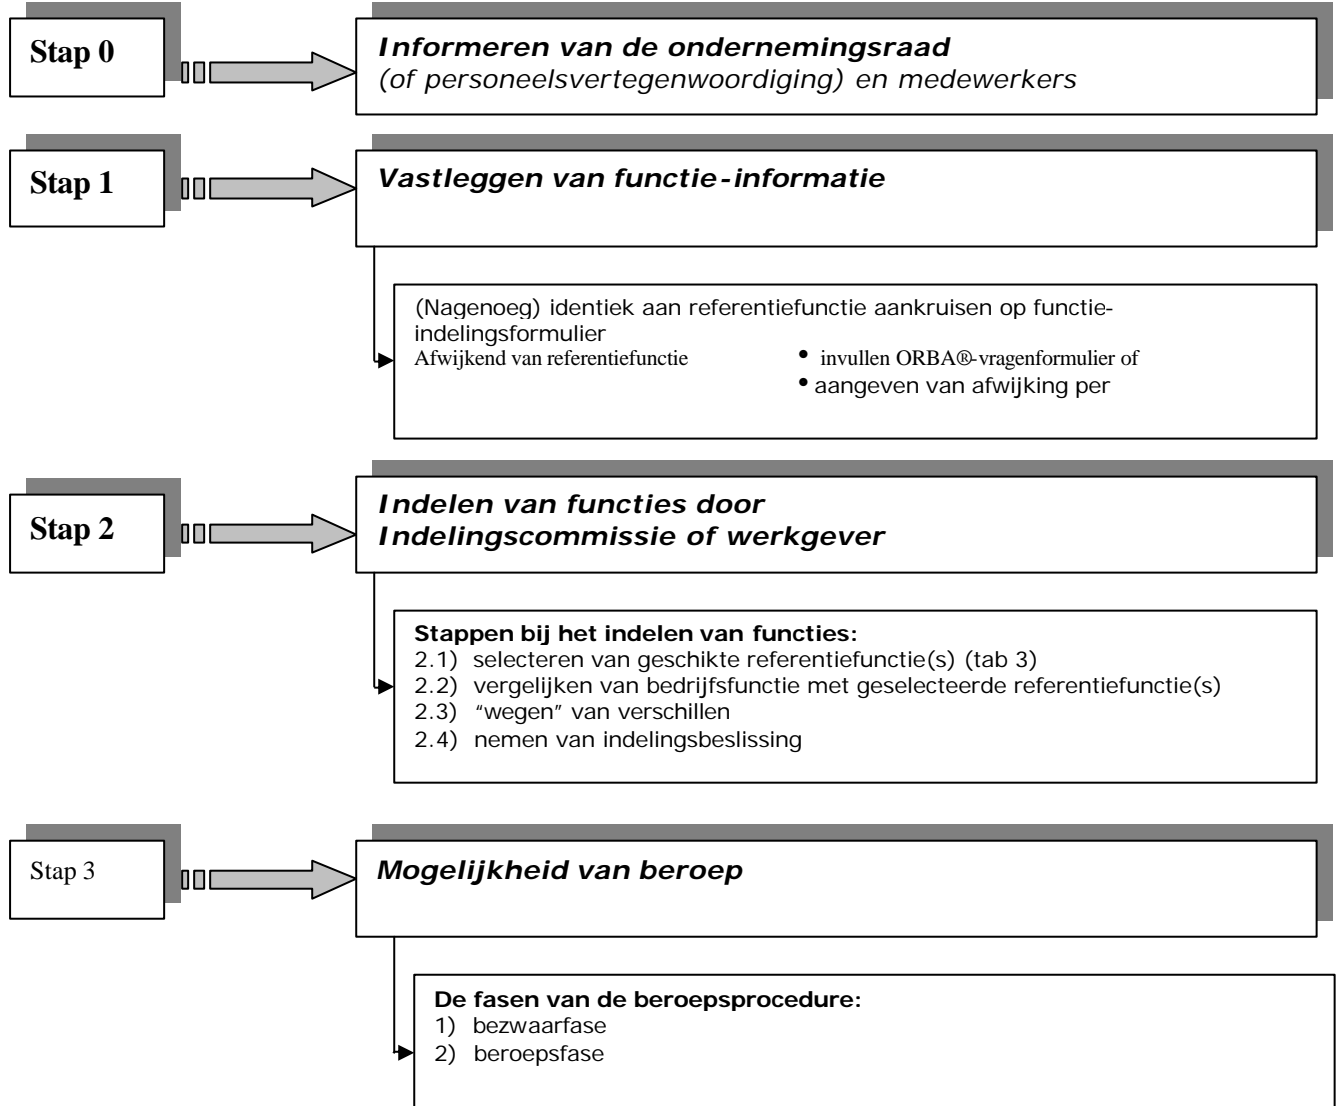 Stap 0
Informeren van de ondernemingsraad
(of personeelsvertegenwoordiging) en medewerkers
Stap 1
Vastleggen van functie-informatie
(Nagenoeg) identiek aan referentiefunctie aankruisen op functie-
indelingsformulier
Afwijkend van referentiefunctie • invullen ORBA®-vragenformulier of
• aangeven van afwijking per
Stap 2
Indelen van functies door
Indelingscommissie of werkgever
Stappen bij het indelen van functies:
2.1) selecteren van geschikte referentiefunctie(s) (tab 3)
2.2) vergelijken van bedrijfsfunctie met geselecteerde referentiefunctie(s)
2.3) “wegen” van verschillen
2.4) nemen van indelingsbeslissing
Stap 3
Mogelijkheid van beroep
De fasen van de beroepsprocedure:
1) bezwaarfase
2) beroepsfase